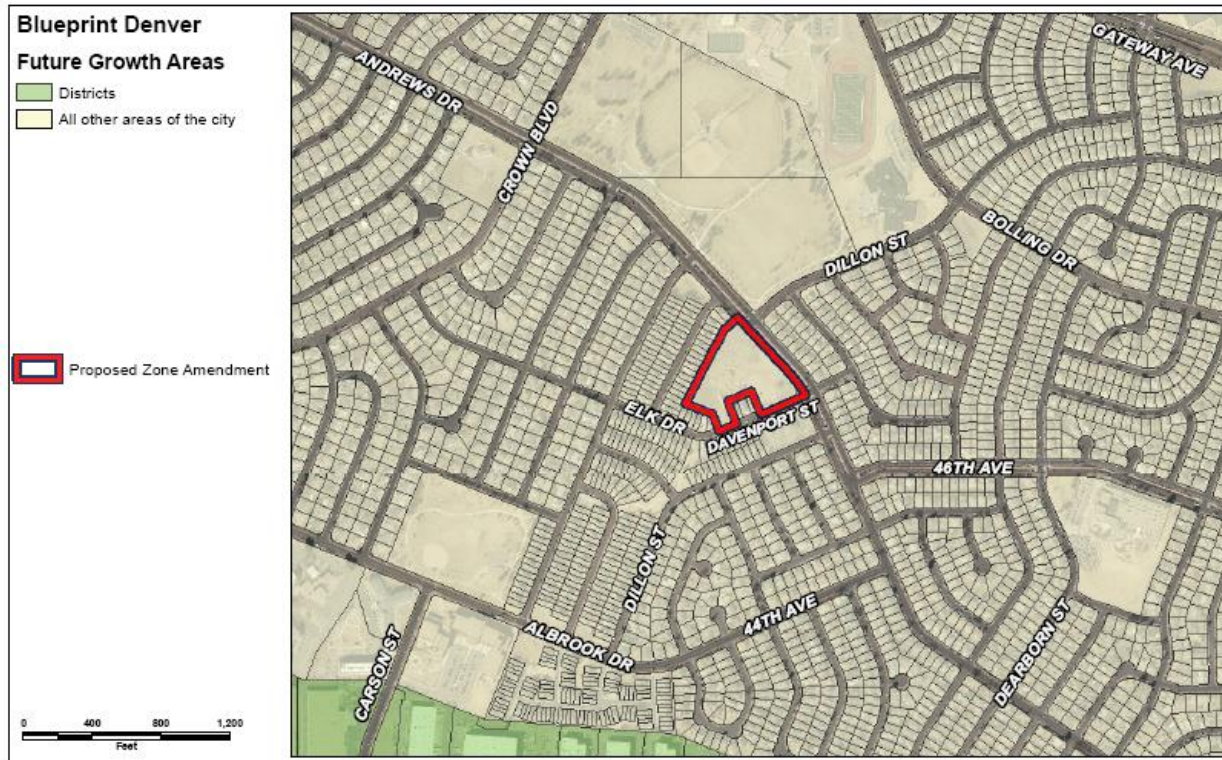 Blueprint Denver
Future Growth Areas
Districts
All other areas of the city
Proposed Zone Amendment
0 400 800 1,200
Feet
GATEWAY AVE
ANDREWS DR
CROWN BLVD
BOLLING DR
DILLON ST
ELK DR
DAVENPORT ST
46TH AVE
DILLON ST
44TH AVE
ALBROOK DR
CARSON ST
DEARBORN ST